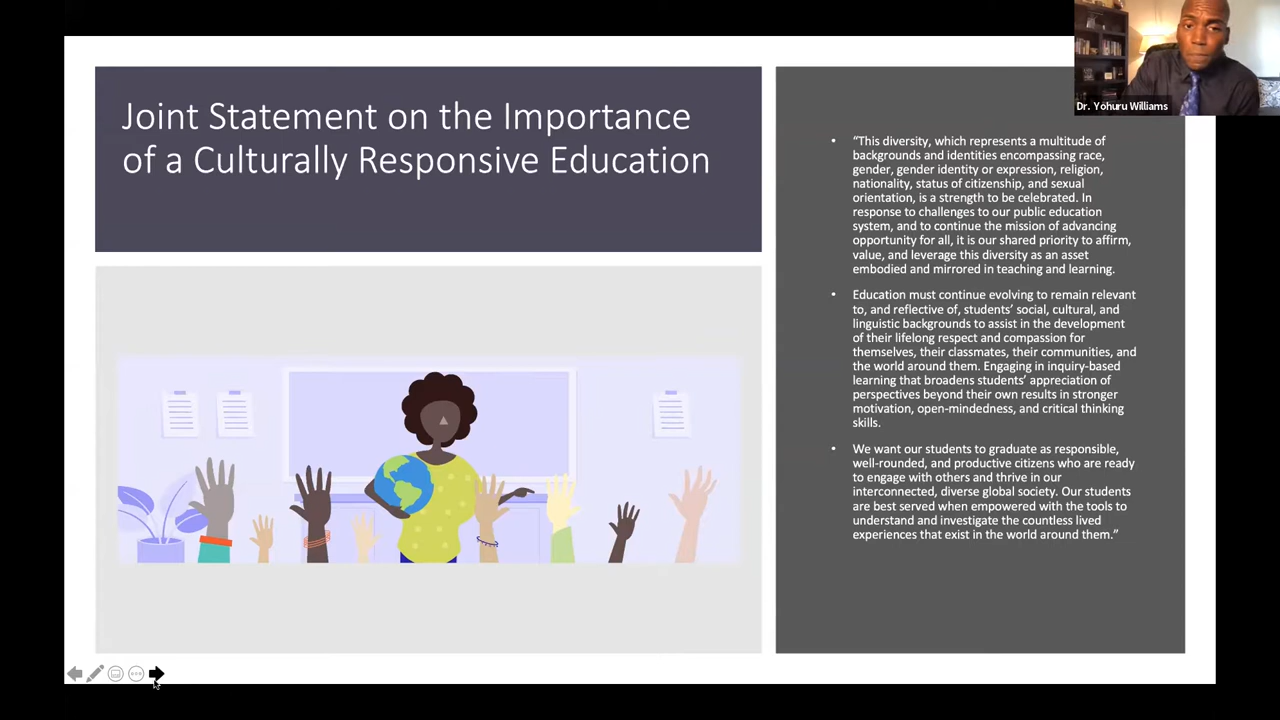 Joint Statement on the Importance
of a Culturally Responsive Education
Dr. Yohuru Williams
• “This diversity, which represents a multitude of
backgrounds and identities encompassing race,
gender, gender identity or expression, religion,
nationality, status of citizenship, and sexual
orientation, is a strength to be celebrated. In
response to challenges to our public education
system, and to continue the mission of advancing
opportunity for all, it is our shared priority to affirm,
value, and leverage this diversity as an asset
embodied and mirrored in teaching and learning.
• Education must continue evolving to remain relevant
to, and reflective of, students’ social, cultural, and
linguistic backgrounds to assist in the development
of their lifelong respect and compassion for
themselves, their classmates, their communities, and
the world around them. Engaging in inquiry-based
learning that broadens students’ appreciation of
perspectives beyond their own results in stronger
motivation, open-mindedness, and critical thinking
skills.
• We want our students to graduate as responsible,
well-rounded, and productive citizens who are ready
to engage with others and thrive in our
interconnected, diverse global society. Our students
are best served when empowered with the tools to
understand and investigate the countless lived
experiences that exist in the world around them.”